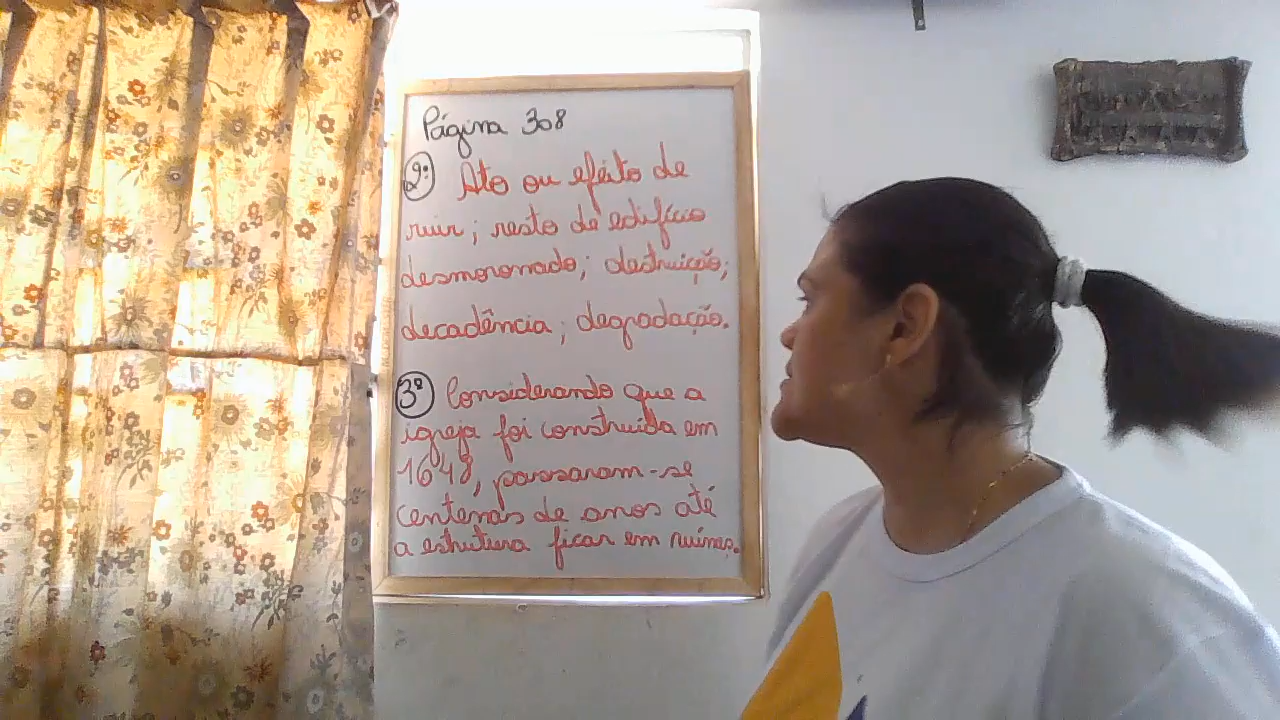 Página 308
2º Ato ou efeito de
ruir; resto de edifício
desmoronado; destruição;
decadência; degradação.
3º Considerando que a
igreja foi construída em
1648, passaram-se
centenas de anos até
a estrutura ficar em ruínas.